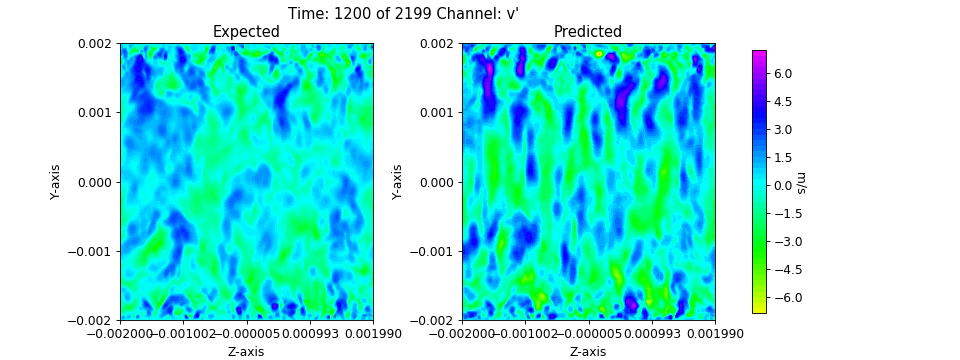 Time: 1200 of 2199 Channel: v'
Expected
Predicted
0.002
0.001
0.000
−0.001
−0.002
Y-axis
−0.002000 −0.001002 −0.000005 0.000993 0.001990
Z-axis
0.002
0.001
0.000
−0.001
−0.002
Y-axis
−0.002000 −0.001002 −0.000005 0.000993 0.001990
Z-axis
6.0
4.5
3.0
1.5
0.0
−1.5
−3.0
−4.5
−6.0
m/s